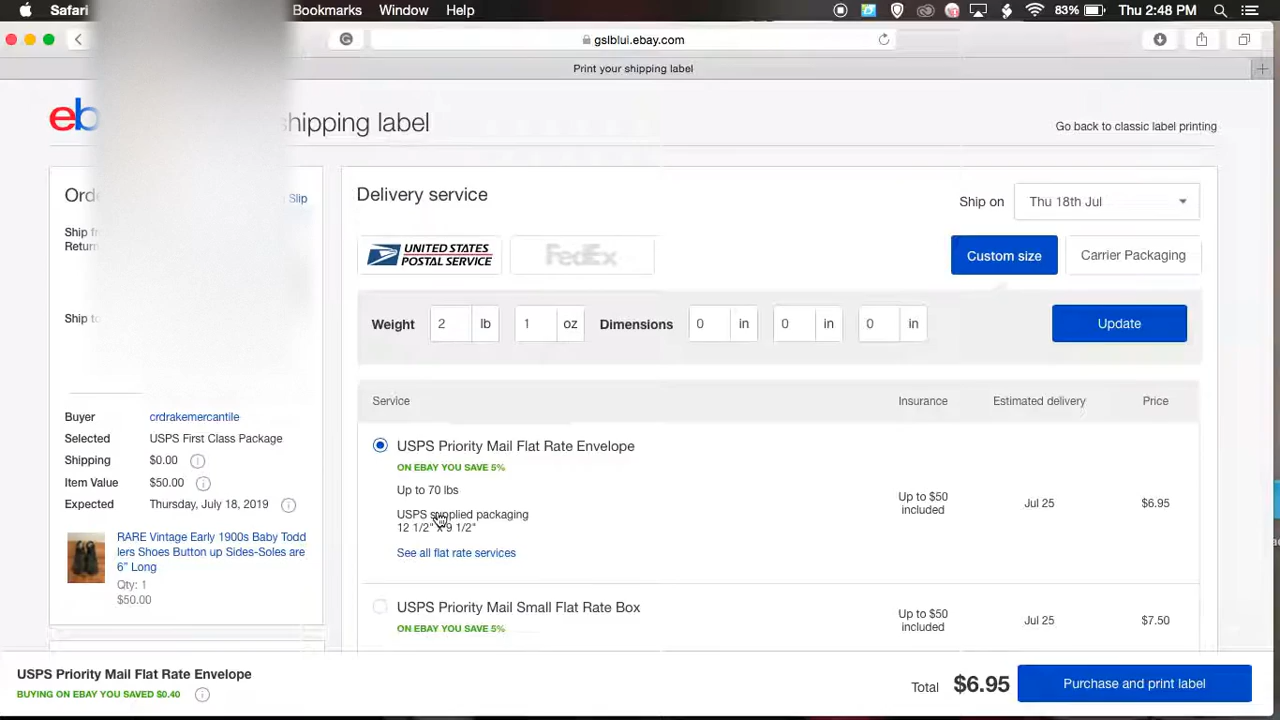 Safari Bookmarks Window Help 83% Thu 2:48 PM
gslblui.ebay.com
Print your shipping label
shipping label
Go back to classic label printing
Slip
Delivery service
Ship on Thu 18th Jul
UNITED STATES
POSTAL SERVICE
FedEx
Custom size Carrier Packaging
Weight 2 lb 1 oz Dimensions 0 in 0 in 0 in Update
Service Insurance Estimated delivery Price
Buyer crdrakemercantile
Selected USPS First Class Package
Shipping $0.00
Item Value $50.00
Expected Thursday, July 18, 2019
RARE Vintage Early 1900s Baby Todd
lers Shoes Button up Sides-Soles are
6” Long
Qty: 1
$50.00
USPS Priority Mail Flat Rate Envelope
ON EBAY YOU SAVE 5%
Up to 70 lbs
USPS supplied packaging
12 1/2" x 9 1/2"
See all flat rate services
Up to $50
included
Jul 25
$6.95
USPS Priority Mail Small Flat Rate Box
ON EBAY YOU SAVE 5%
Up to $50
included
Jul 25
$7.50
USPS Priority Mail Flat Rate Envelope
BUYING ON EBAY YOU SAVED $0.40
Total $6.95 Purchase and print label